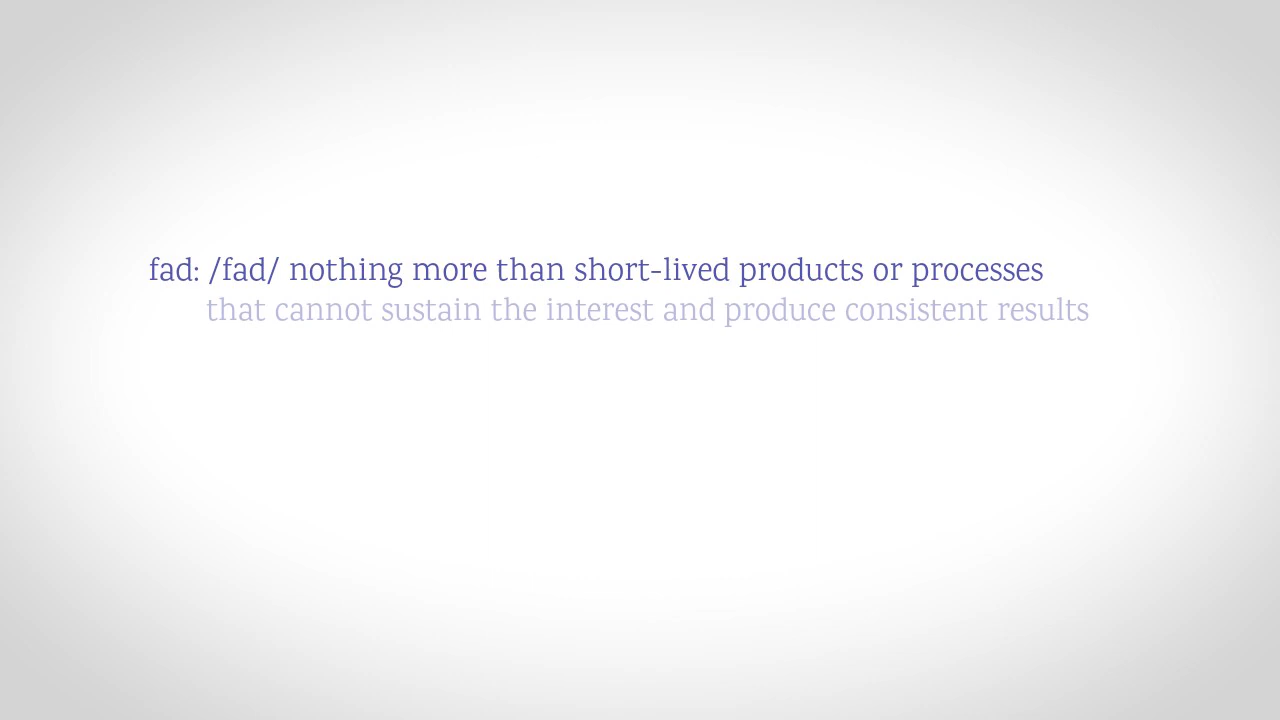 fad: /fad/ nothing more than short-lived products or processes
that cannot sustain the interest and produce consistent results